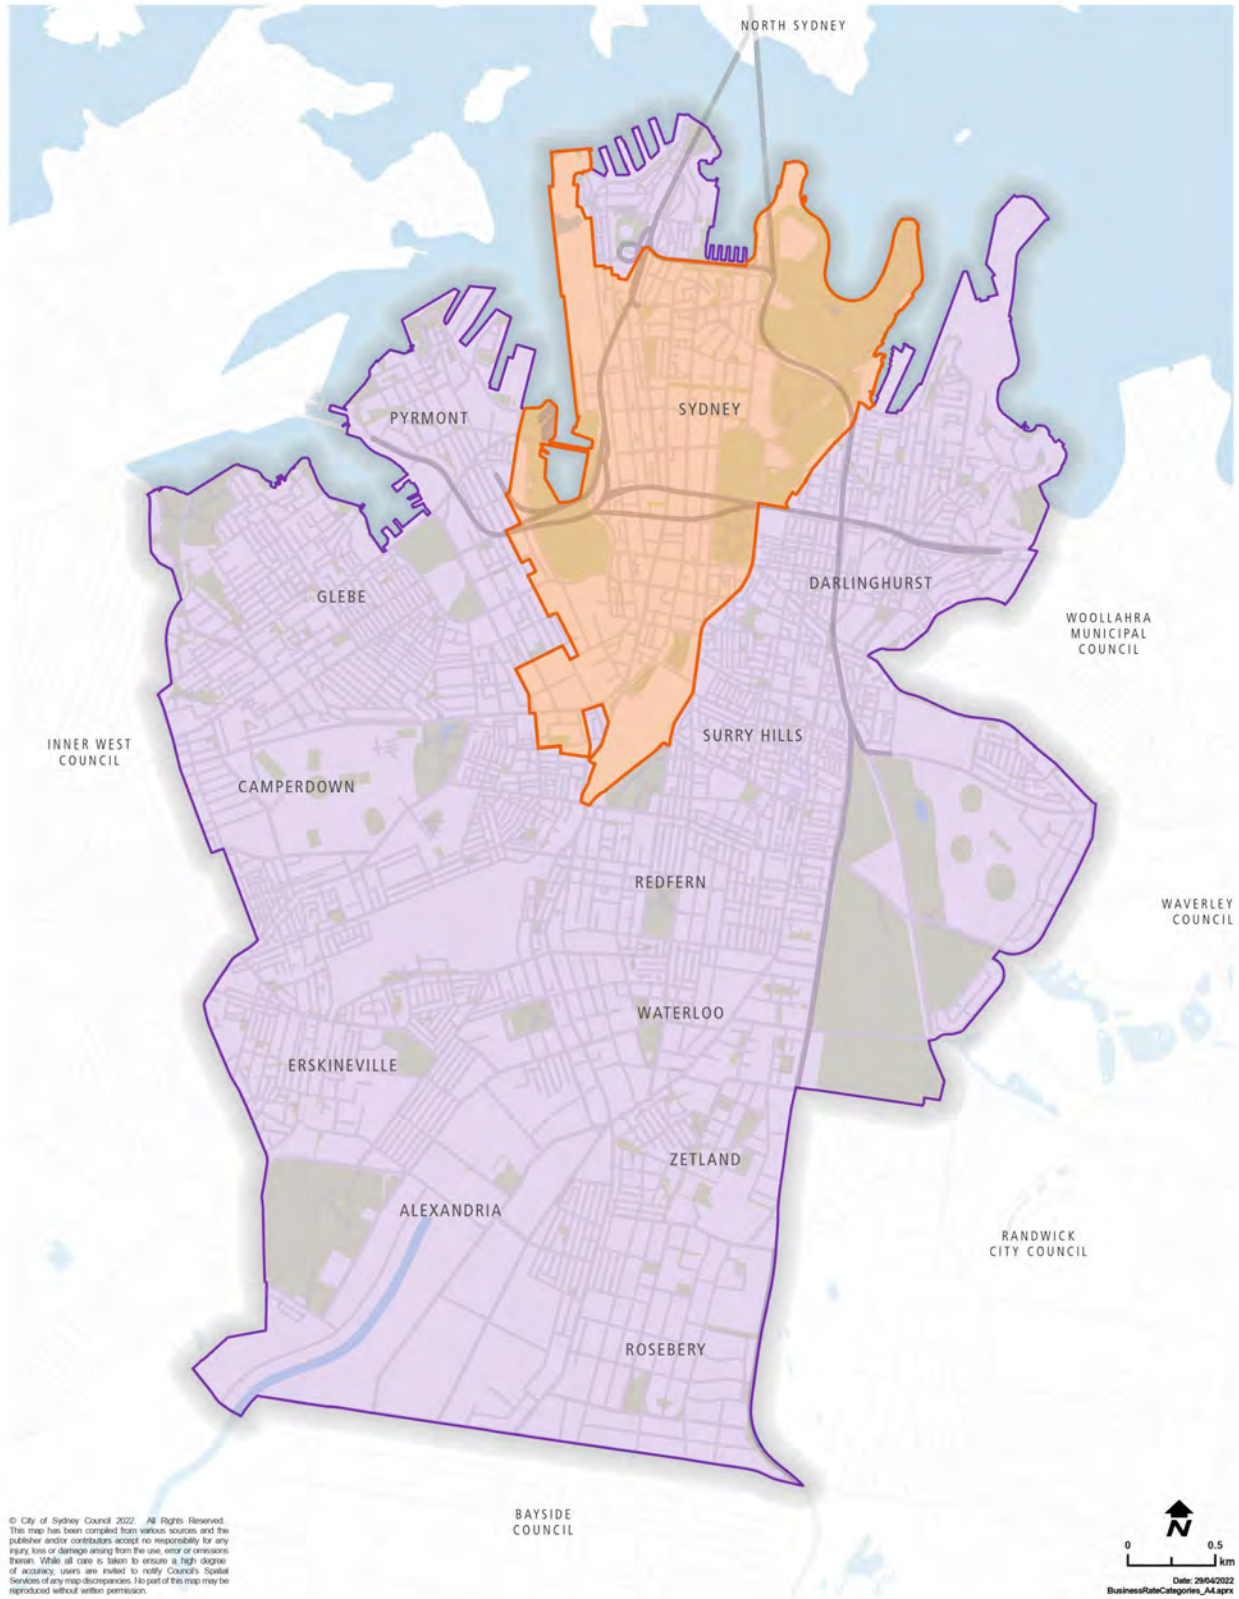 NORTH SYDNEY
PYRMONT
SYDNEY
GLEBE
DARLINGHURST
WOOLLAHRA
MUNICIPAL
COUNCIL
INNER WEST
COUNCIL
SURRY HILLS
CAMPERDOWN
REDFERN
WAVERLEY
COUNCIL
WATERLOO
ERSKINEVILLE
ZETLAND
ALEXANDRIA
RANDWICK
CITY COUNCIL
ROSEBERY
BAYSIDE
COUNCIL
© City of Sydney Council 2022. All Rights Reserved.
This map has been compiled from various sources and the
publisher and/or contributors accept no responsibility for any
injury, loss or damage arising from the use, error or omissions
therein. While all care is taken to ensure a high degree
of accuracy, users are invited to notify Council's Spatial
Services of any map discrepancies. No part of this map may be
reproduced without written permission.
N
0 0.5
km
Date: 29/04/2022
BusinessRateCategories_A4.aprx